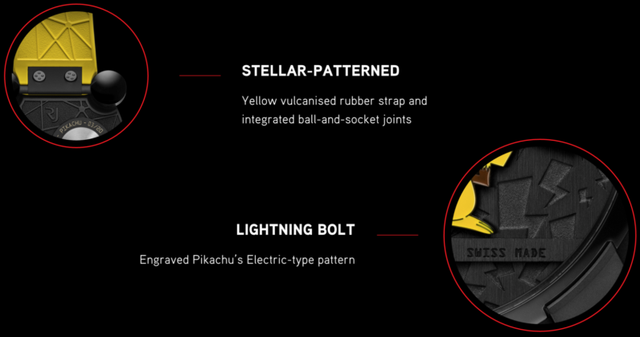 STELLAR-PATTERNED
Yellow vulcanised rubber strap and
integrated ball-and-socket joints
PIKACHU
LIGHTNING BOLT
Engraved Pikachu's Electric-type pattern
SWISS MADE